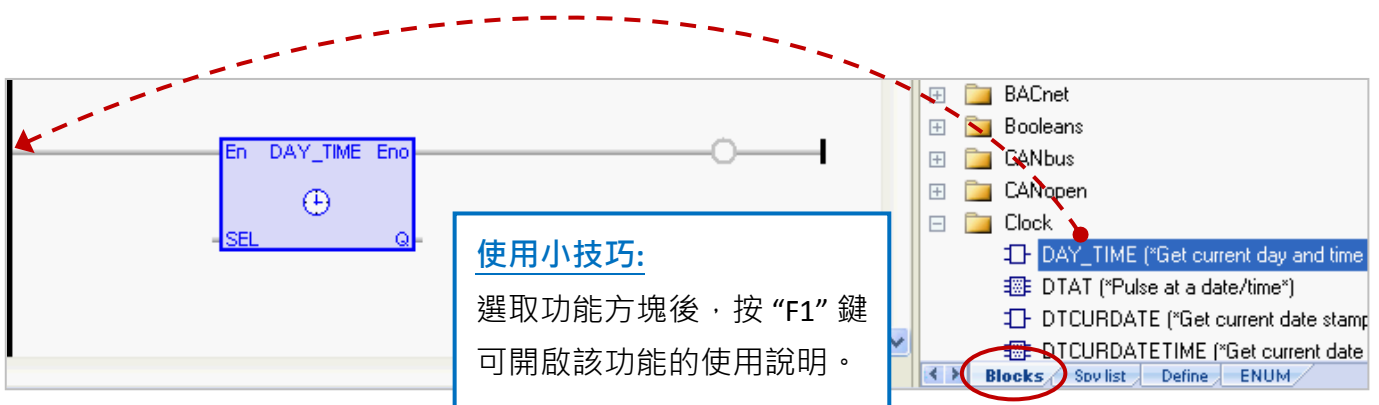 En DAY_TIME Eno
SEL Q
使用小技巧:
選取功能方塊後，按 “F1” 鍵
可開啟該功能的使用說明。
BACnet
Booleans
CANbus
CANopen
Clock
DAY_TIME (*Get current day and time
DTAT (*Pulse at a date/time*)
DTCURDATE (*Get current date stamp
DTCURDATETIME (*Get current date
Blocks Spy list Define ENUM